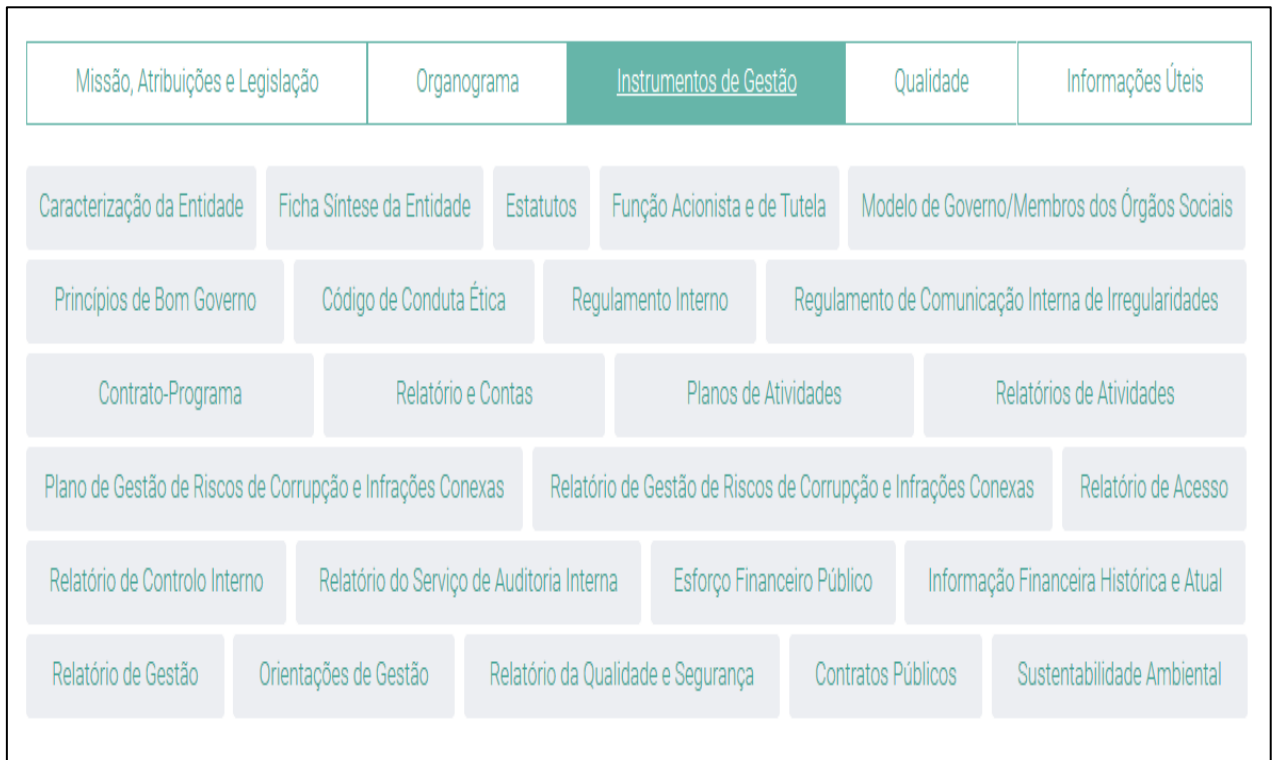 Missão, Atribuições e Legislação Organograma Instrumentos de Gestão Qualidade Informações Úteis
Caracterização da Entidade Ficha Síntese da Entidade Estatutos Função Acionista e de Tutela Modelo de Governo/Membros dos Órgãos Sociais
Princípios de Bom Governo Código de Conduta Ética Regulamento Interno Regulamento de Comunicação Interna de Irregularidades
Contrato-Programa Relatório e Contas Planos de Atividades Relatórios de Atividades
Plano de Gestão de Riscos de Corrupção e Infrações Conexas Relatório de Gestão de Riscos de Corrupção e Infrações Conexas Relatório de Acesso
Relatório de Controlo Interno Relatório do Serviço de Auditoria Interna Esforço Financeiro Público Informação Financeira Histórica e Atual
Relatório de Gestão Orientações de Gestão Relatório da Qualidade e Segurança Contratos Públicos Sustentabilidade Ambiental